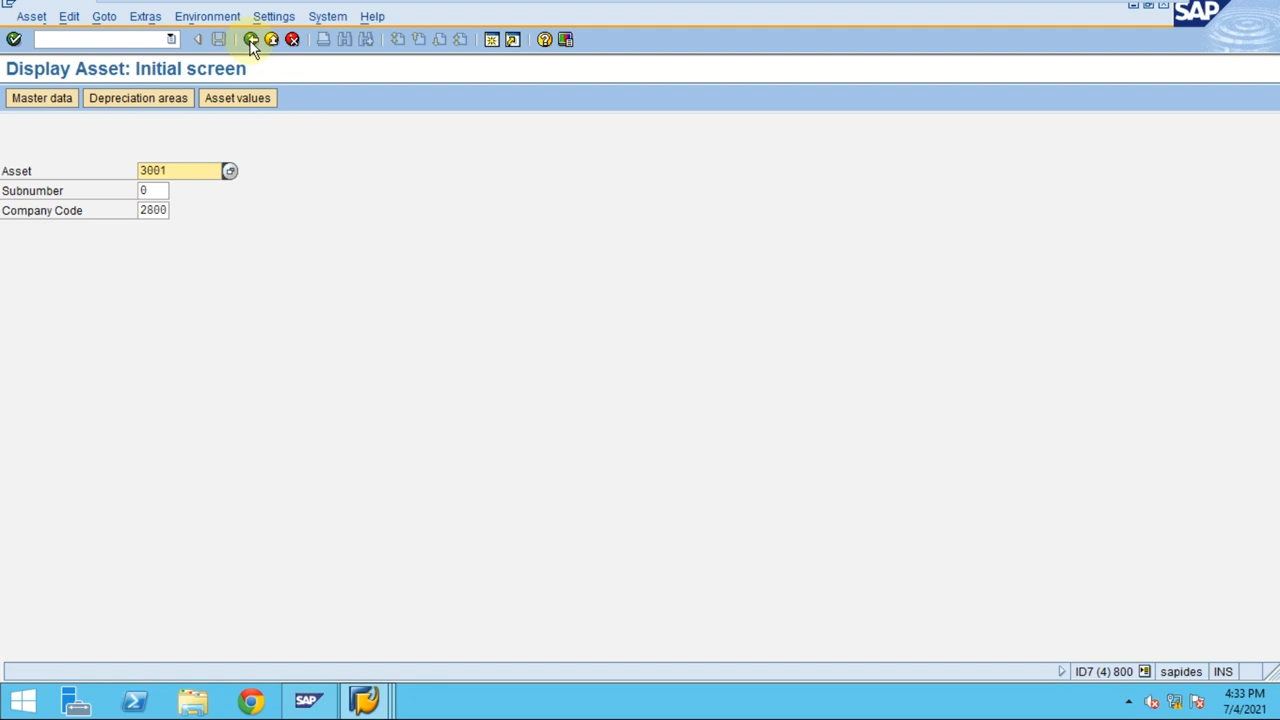 Asset Edit Goto Extras Environment Settings System Help
SAP
Display Asset: Initial screen
Master data Depreciation areas Asset values
Asset 3001
Subnumber 0
Company Code 2800
ID7 (4) 800 sapides INS
SAP
4:33 PM
7/4/2021